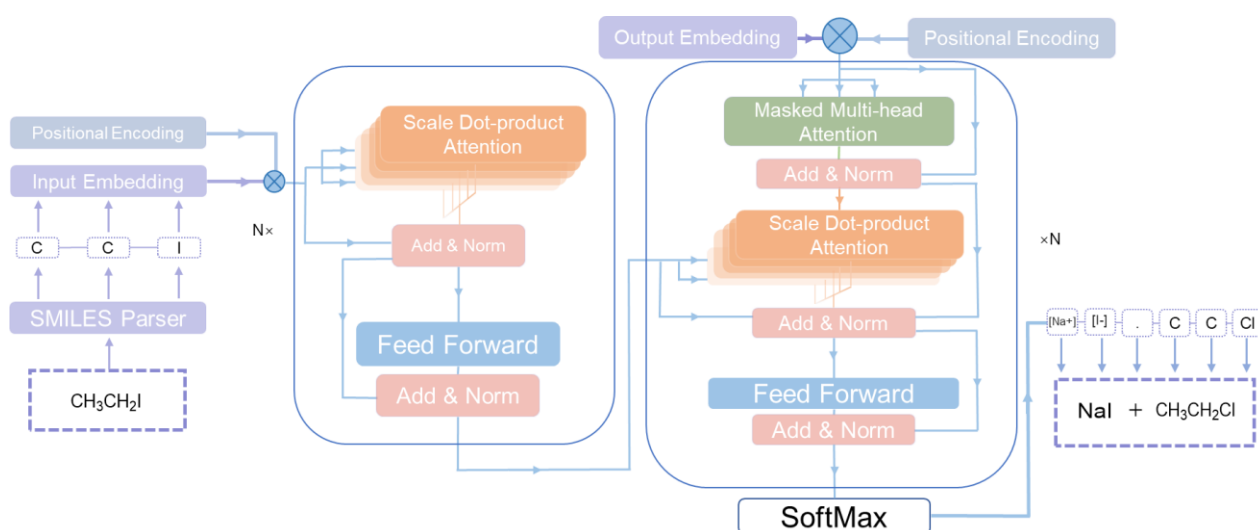 Positional Encoding
Input Embedding
C C I
SMILES Parser
CH₃CH₂I
N×
Scale Dot-product
Attention
Add & Norm
Feed Forward
Add & Norm
Output Embedding
Positional Encoding
Masked Multi-head
Attention
Add & Norm
Scale Dot-product
Attention
Add & Norm
Feed Forward
Add & Norm
×N
SoftMax
[Na+] [I-] . C C Cl
NaI + CH₃CH₂Cl